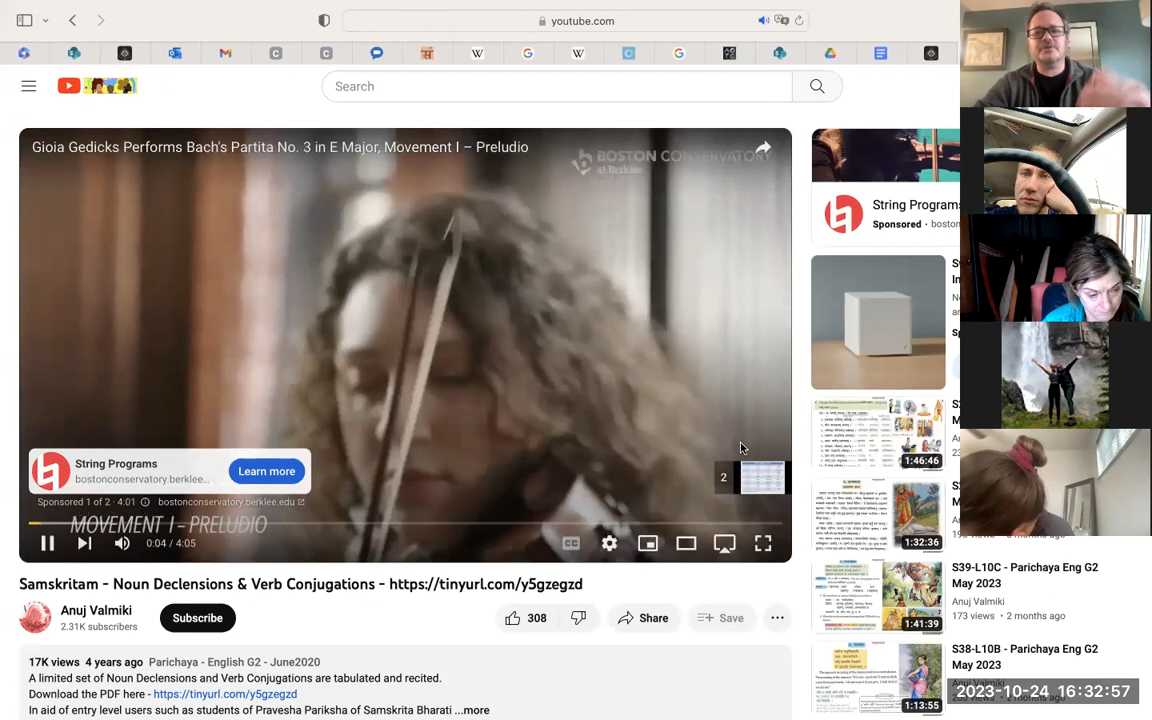 youtube.com
Search
Gioia Gedicks Performs Bach's Partita No. 3 in E Major, Movement I – Preludio
BOSTON CONSERVATORY
at Berklee
String Programs
bostonconservatory.berklee...
Learn more
Sponsored 1 of 2 · 4:01
bostonconservatory.berklee.edu
MOVEMENT I – PRELUDIO
2
0:04 / 4:05
CC
Samskritam - Noun Declensions & Verb Conjugations - https://tinyurl.com/y5gzegzd
Anuj Valmiki
2.31K subscribers
Subscribe
308
Share
Save
17K views 4 years ago Parichaya - English G2 - June2020
A limited set of Noun Declensions and Verb Conjugations are tabulated and recited.
Download the PDF here - https://tinyurl.com/y5gzegzd
In aid of entry level students - students of Pravesha Pariksha of Samskrita Bharati ...more
String Programs
Sponsored
1:46:46
1:32:36
S39-L10C - Parichaya Eng G2
May 2023
Anuj Valmiki
173 views • 2 months ago
1:41:39
S38-L10B - Parichaya Eng G2
May 2023
Anuj Valmiki
1:13:55
2023-10-24 16:32:57